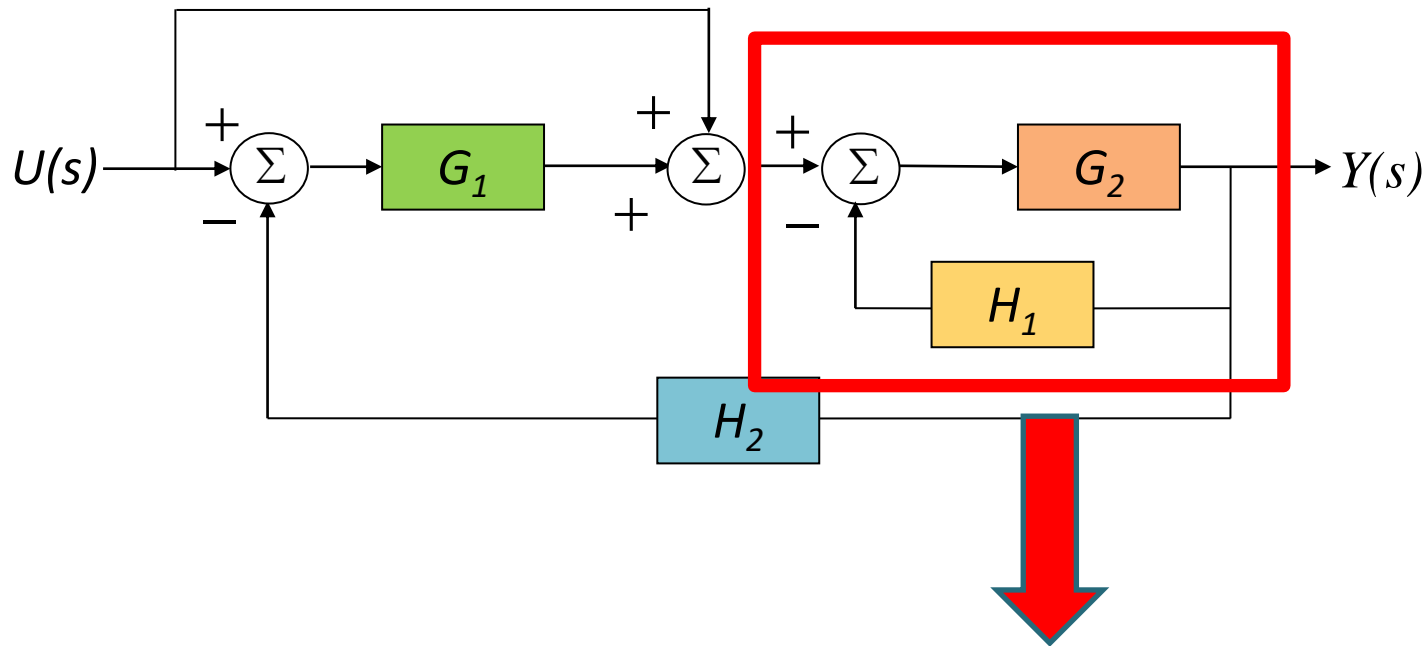 + + +
U(s) Σ G₁ Σ Σ G₂ Y(s)
− + −
H₁
H₂